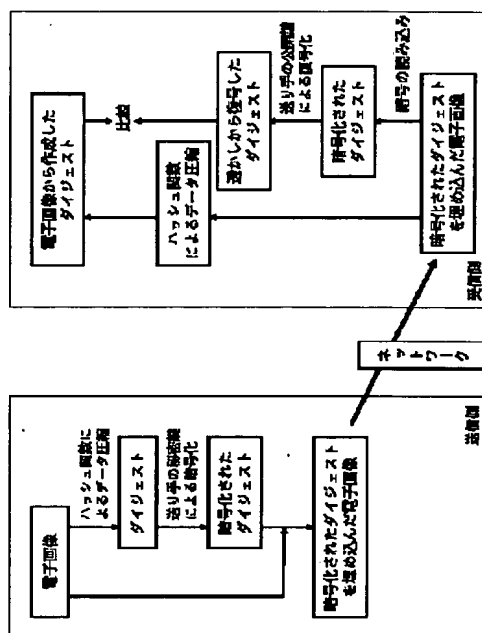 電子画像
ハッシュ関数に
よるデータ圧縮
ダイジェスト
送り手の秘密鍵
による暗号化
暗号化された
ダイジェスト
暗号化されたダイジェスト
を埋め込んだ電子画像
送信側
ネットワーク
電子画像から作成した
ダイジェスト
比較
ハッシュ関数
によるデータ圧縮
透かしから復号した
ダイジェスト
送り手の公開鍵
による復号化
暗号化された
ダイジェスト
暗号の読み込み
暗号化されたダイジェスト
を埋め込んだ電子画像
受信側